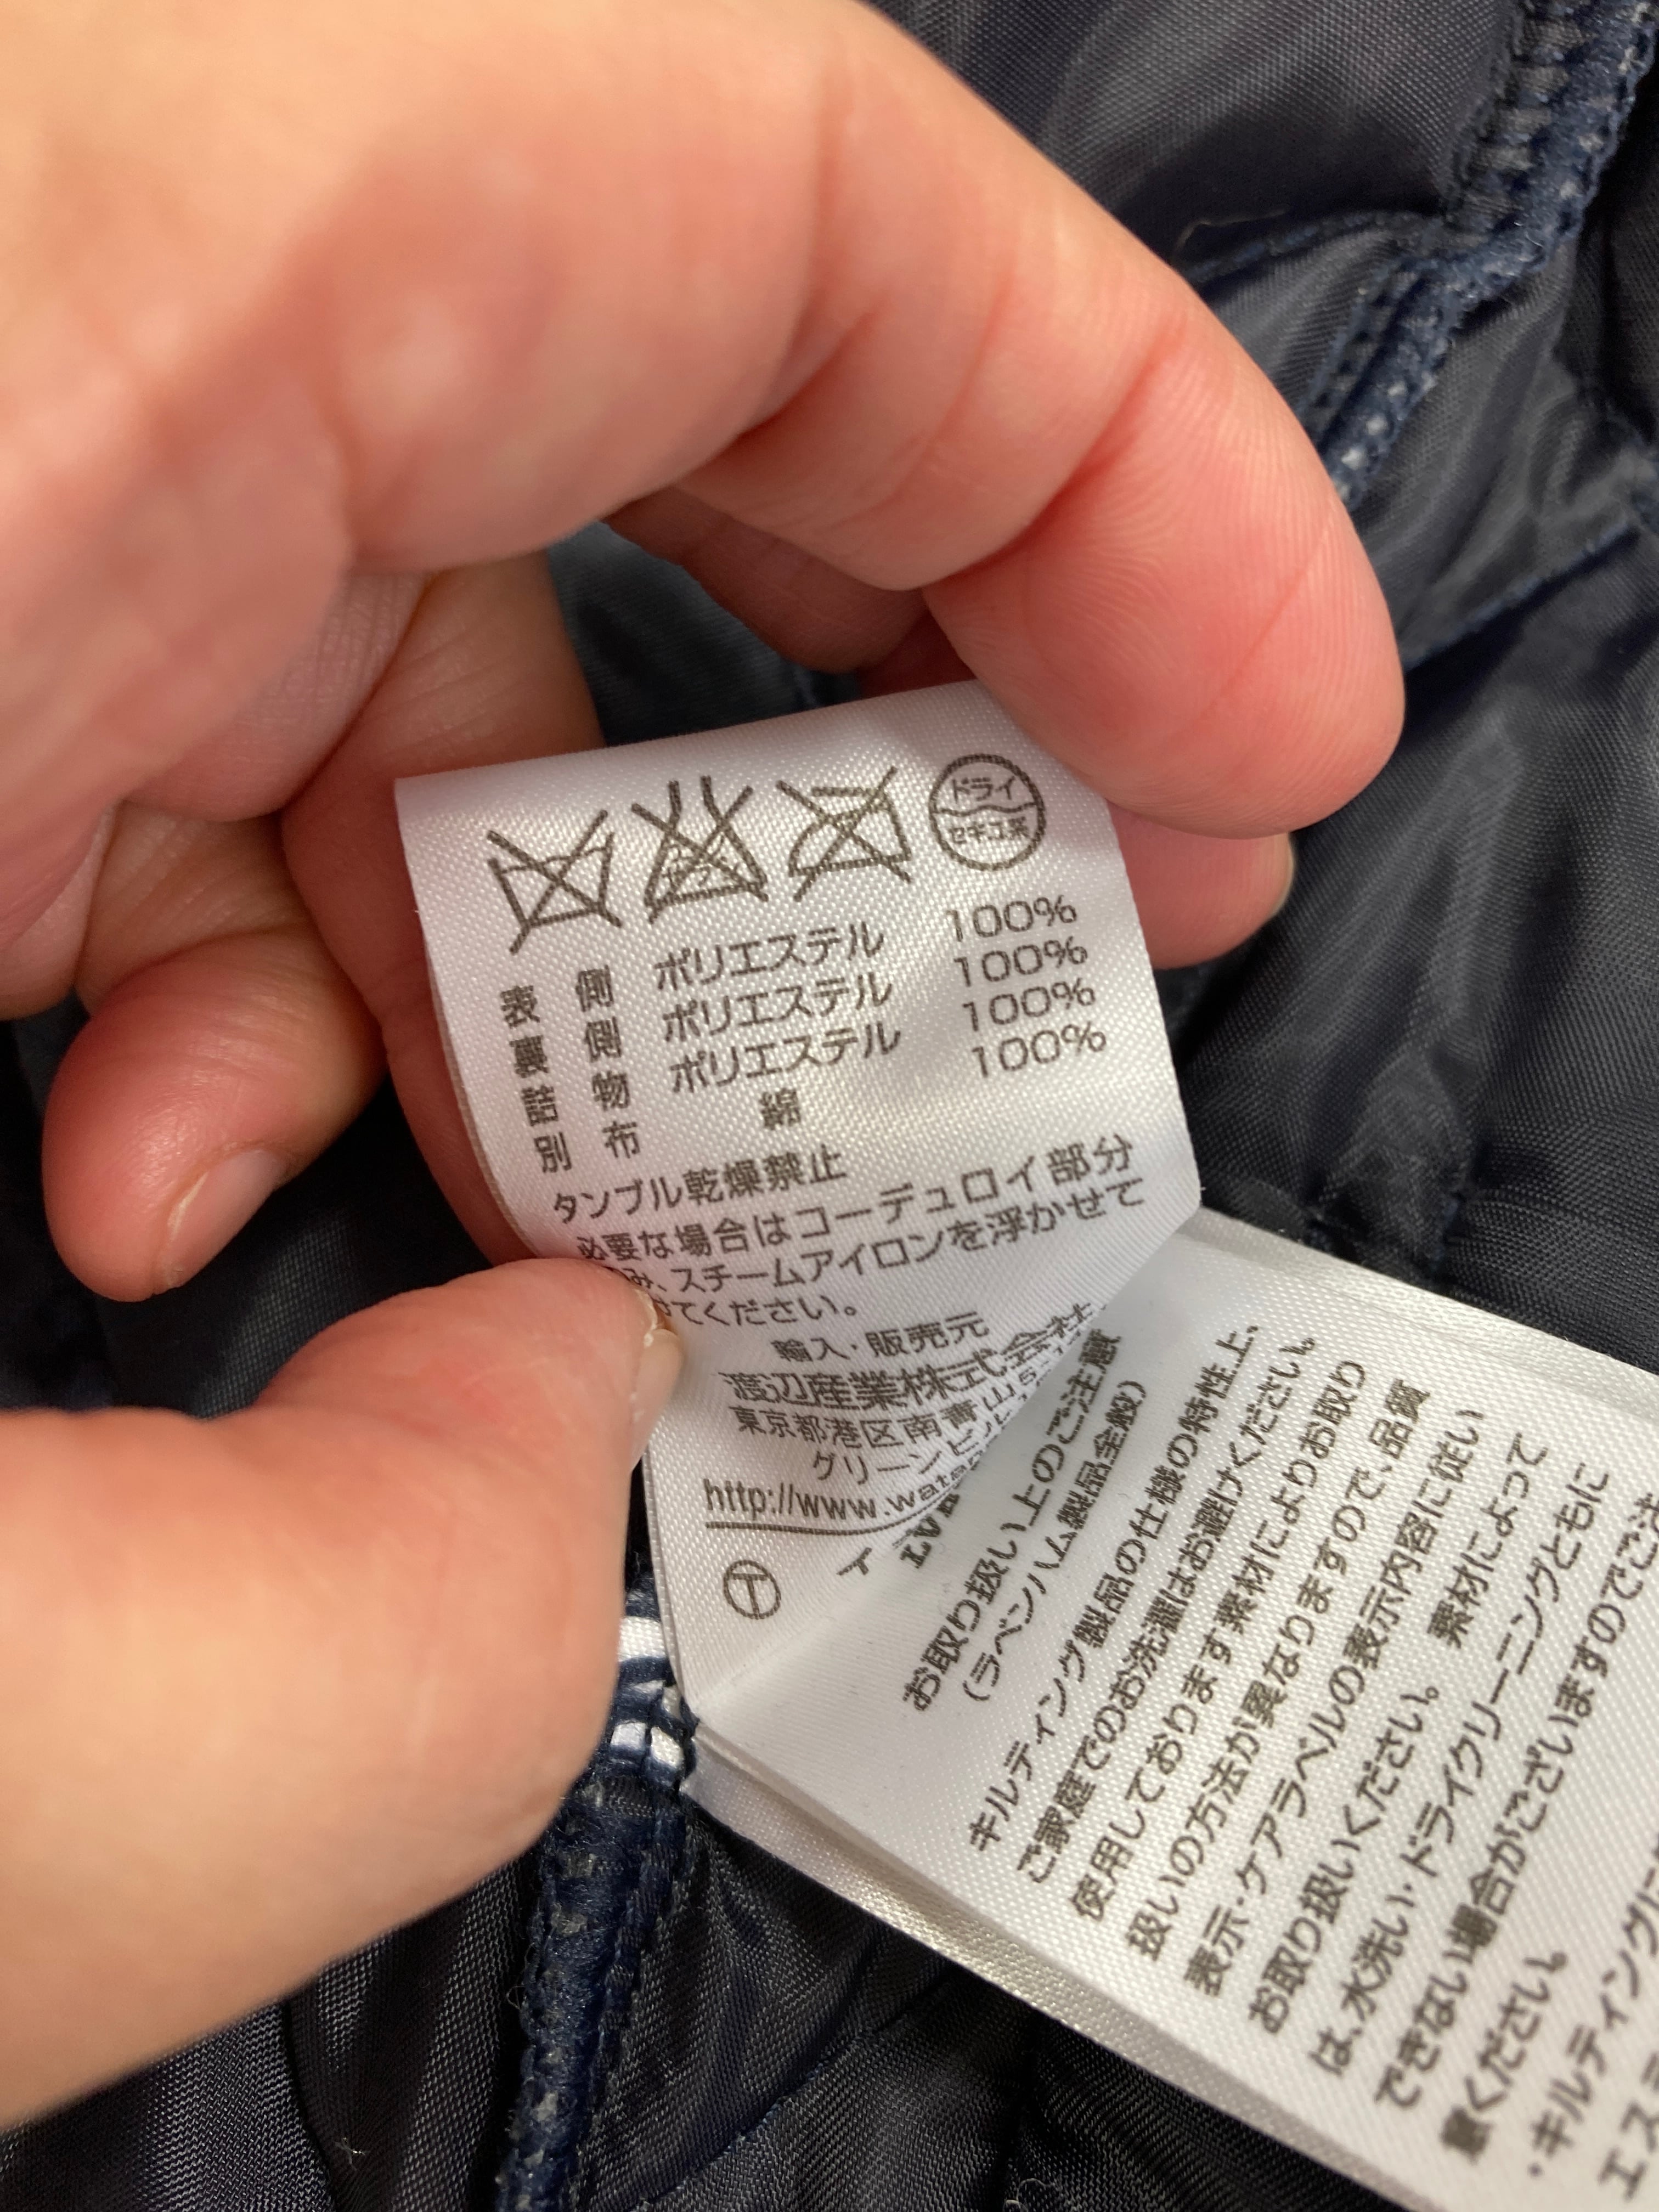 ドライ
セキユ系
表側 ポリエステル 100%
裏側 ポリエステル 100%
詰物 ポリエステル 100%
別布 綿 100%
タンブル乾燥禁止
必要な場合はコーデュロイ部分
み、スチームアイロンを浮かせて
てください。
輸入・販売元
渡辺産業株式会社
東京都港区南青山5
グリーンビル
http://www.wata
お取り扱い上のご注意
(ラベンハム製品全般)
キルティング製品の仕様の特性上、
ご家庭でのお洗濯はお避けください。
使用しております素材によりお取り
扱いの方法が異なりますので、品質
表示・ケアラベルの表示内容に従い
お取り扱いください。素材によって
は、水洗い・ドライクリーニングともに
できない場合がございますのでご注
意ください。
・キルティング
エス